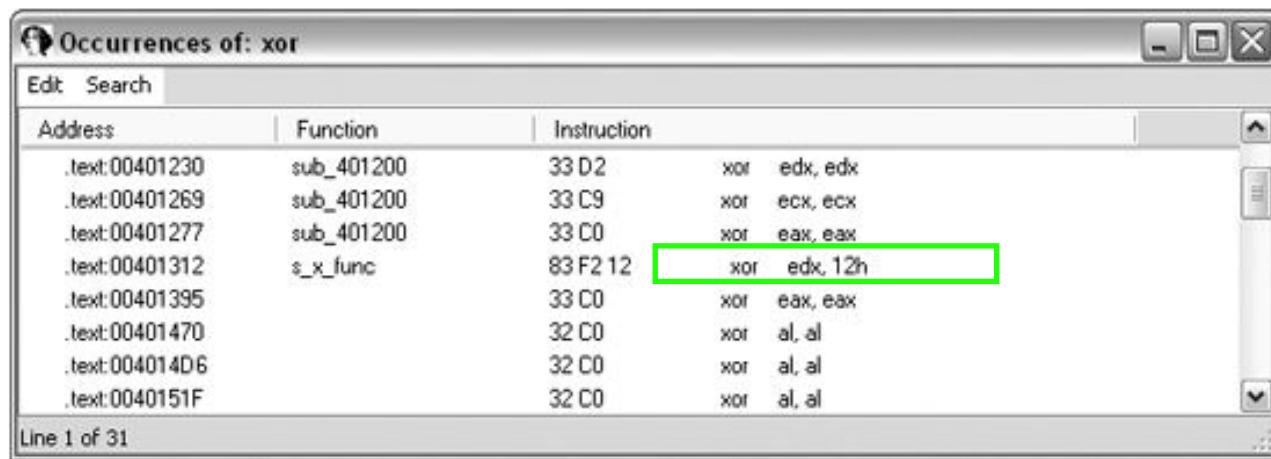 Occurrences of: xor
Edit Search
Address Function Instruction
.text:00401230 sub_401200 33 D2 xor edx, edx
.text:00401269 sub_401200 33 C9 xor ecx, ecx
.text:00401277 sub_401200 33 C0 xor eax, eax
.text:00401312 s_x_func 83 F2 12 xor edx, 12h
.text:00401395 33 C0 xor eax, eax
.text:00401470 32 C0 xor al, al
.text:004014D6 32 C0 xor al, al
.text:0040151F 32 C0 xor al, al
Line 1 of 31